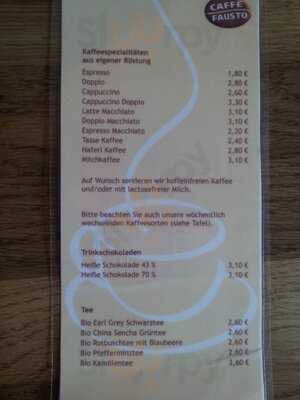 CAFFÈ
FAUSTO
Kaffeespezialitäten
aus eigener Röstung
Espresso 1,80 €
Doppio 2,80 €
Cappuccino 2,60 €
Cappuccino Doppio 3,30 €
Latte Macchiato 3,10 €
Doppio Macchiato 3,10 €
Espresso Macchiato 2,20 €
Tasse Kaffee 2,40 €
Haferl Kaffee 2,80 €
Milchkaffee 3,10 €
Auf Wunsch servieren wir koffeinfreien Kaffee
und/oder mit lactosefreier Milch.
Bitte beachten Sie auch unsere wöchentlich
wechselnden Kaffeesorten (siehe Tafel).
Trinkschokoladen
Heiße Schokolade 43 % 3,10 €
Heiße Schokolade 70 % 3,10 €
Tee
Bio Earl Grey Schwarztee 2,60 €
Bio China Sencha Grüntee 2,60 €
Bio Rotbuschtee mit Blaubeere 2,60 €
Bio Pfefferminztee 2,60 €
Bio Kamillentee 2,60 €